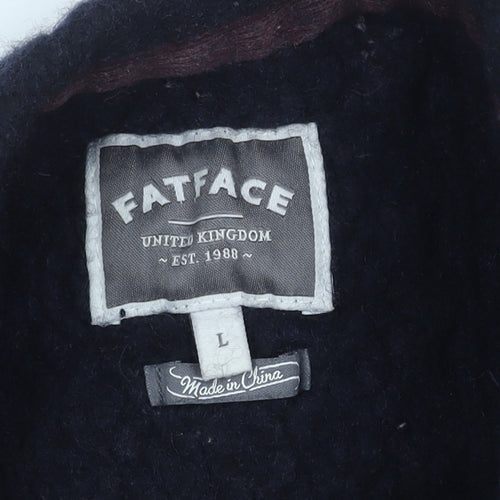 FATFACE
UNITED KINGDOM
~ EST. 1988 ~
L
Made in China